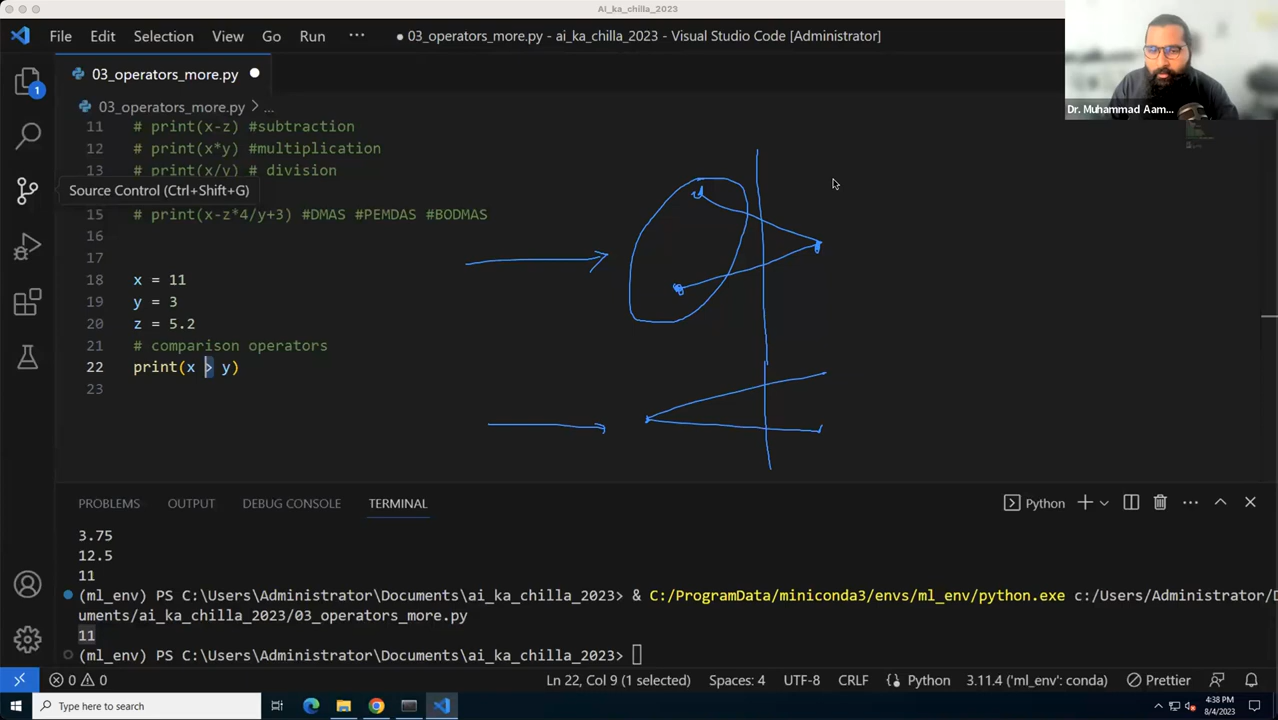 Ai_ka_chilla_2023
File Edit Selection View Go Run ···
● 03_operators_more.py - ai_ka_chilla_2023 - Visual Studio Code [Administrator]
Dr. Muhammad Aam...
03_operators_more.py
1
03_operators_more.py > ...
11 # print(x-z) #subtraction
12 # print(x*y) #multiplication
13 # print(x/y) # division
Source Control (Ctrl+Shift+G)
15 # print(x-z*4/y+3) #DMAS #PEMDAS #BODMAS
16
17
18 x = 11
19 y = 3
20 z = 5.2
21 # comparison operators
22 print(x > y)
23
PROBLEMS OUTPUT DEBUG CONSOLE TERMINAL
Python
3.75
12.5
11
(ml_env) PS C:\Users\Administrator\Documents\ai_ka_chilla_2023> & C:/ProgramData/miniconda3/envs/ml_env/python.exe c:/Users/Administrator/D
uments/ai_ka_chilla_2023/03_operators_more.py
11
(ml_env) PS C:\Users\Administrator\Documents\ai_ka_chilla_2023>
0 0 Ln 22, Col 9 (1 selected) Spaces: 4 UTF-8 CRLF Python 3.11.4 ('ml_env': conda) Prettier
Type here to search
4:38 PM
8/4/2023